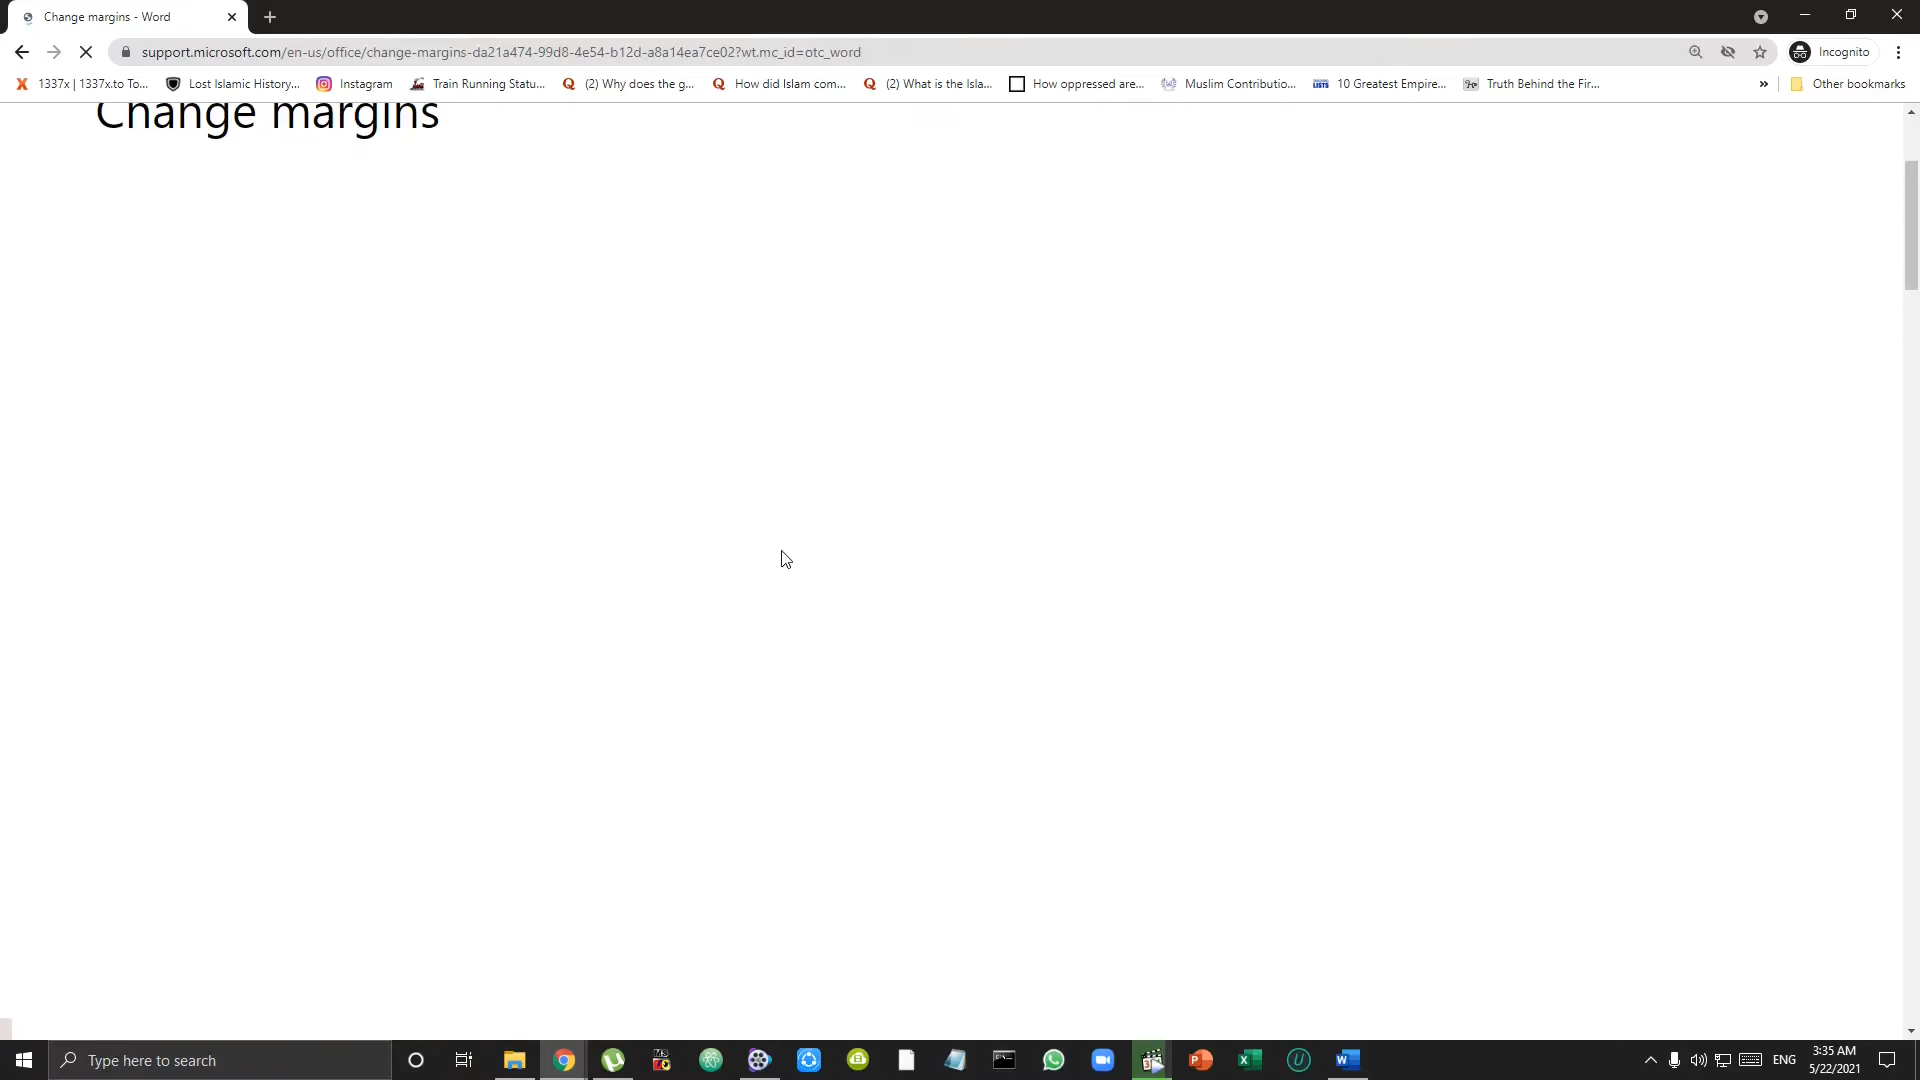 Change margins - Word
support.microsoft.com/en-us/office/change-margins-da21a474-99d8-4e54-b12d-a8a14ea7ce02?wt.mc_id=otc_word
Incognito
1337x | 1337x.to To...
Lost Islamic History...
Instagram
Train Running Statu...
(2) Why does the g...
How did Islam com...
(2) What is the Isla...
How oppressed are...
Muslim Contributio...
LISTS
10 Greatest Empire...
Truth Behind the Fir...
»
Other bookmarks
Change margins
Type here to search
ENG
3:35 AM
5/22/2021